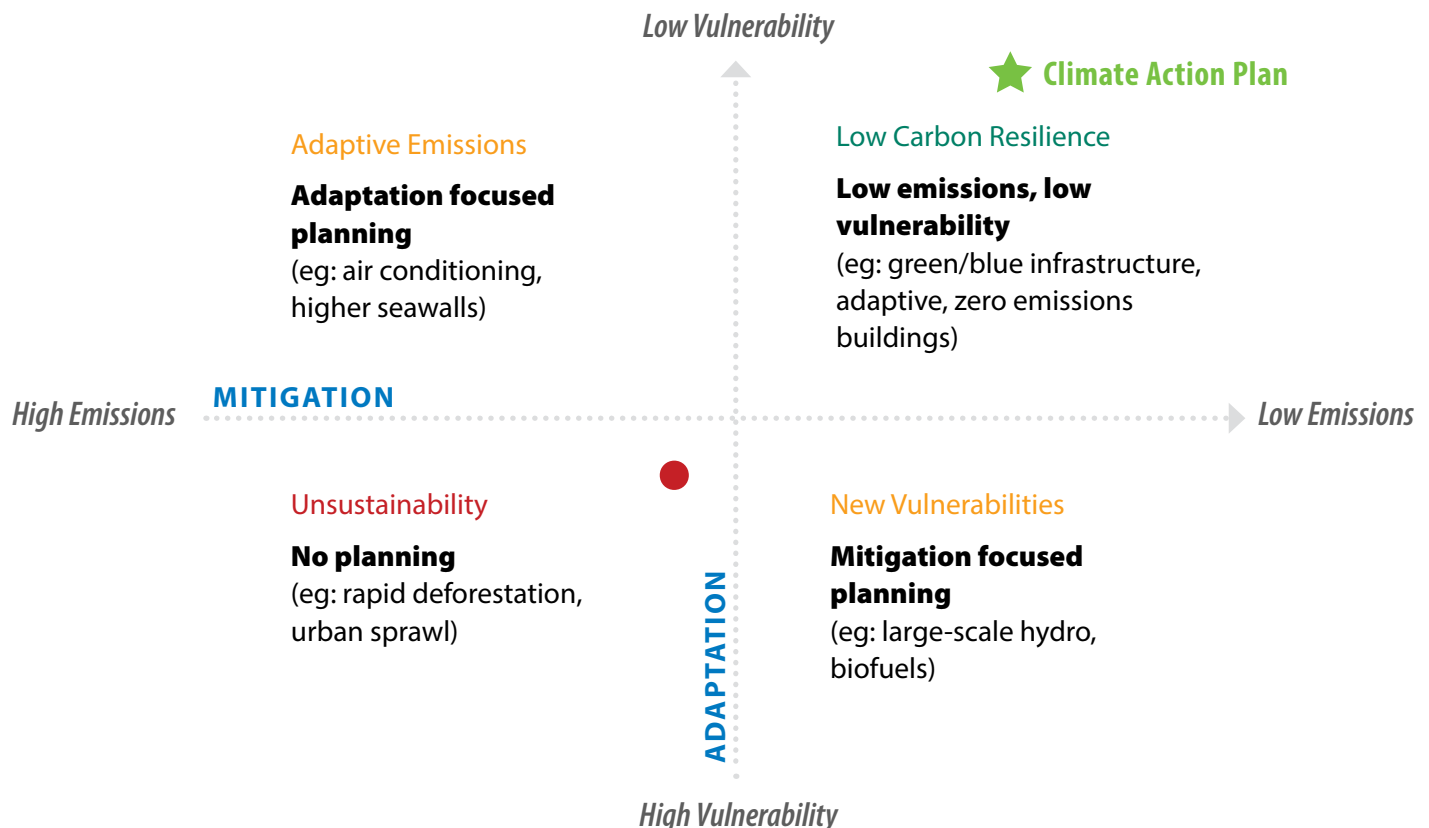 Low Vulnerability
Climate Action Plan
Adaptive Emissions
Adaptation focused
planning
(eg: air conditioning,
higher seawalls)
Low Carbon Resilience
Low emissions, low
vulnerability
(eg: green/blue infrastructure,
adaptive, zero emissions
buildings)
MITIGATION
High Emissions
Low Emissions
Unsustainability
No planning
(eg: rapid deforestation,
urban sprawl)
New Vulnerabilities
Mitigation focused
planning
(eg: large-scale hydro,
biofuels)
ADAPTATION
High Vulnerability